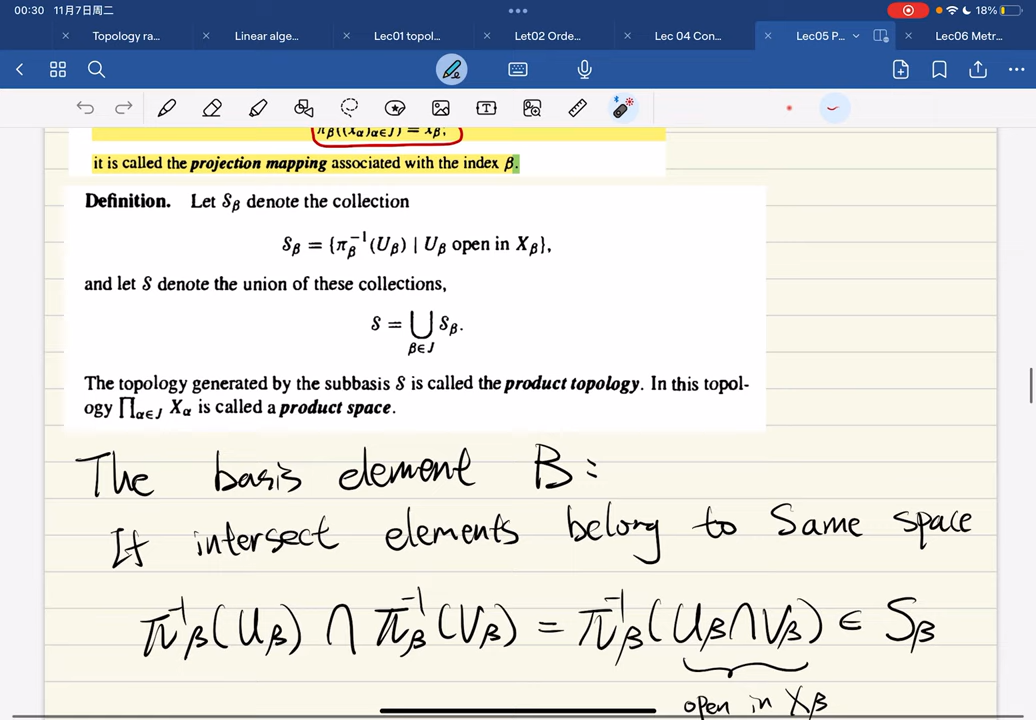 00:30 11月7日周二
18%
Topology ra...
Linear alge...
Lec01 topol...
Let02 Orde...
Lec 04 Con...
Lec05 P...
Lec06 Metr...
π_β((x_α)_{α∈J}) = x_β;
it is called the projection mapping associated with the index β.
Definition. Let S_β denote the collection
S_β = {π_β^{-1}(U_β) | U_β open in X_β},
and let S denote the union of these collections,
S = ⋃_{β∈J} S_β.
The topology generated by the subbasis S is called the product topology. In this topol-
ogy ∏_{α∈J} X_α is called a product space.
The basis element B:
If intersect elements belong to Same space
π^{-1}_β(U_β) ∩ π^{-1}_β(V_β) = π^{-1}_β(U_β∩V_β) ∈ S_β
open in X_β